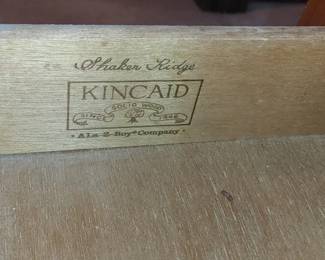 Shaker Ridge
KINCAID
SOLID WOOD
SINCE 1946
• A La-Z-Boy® Company •